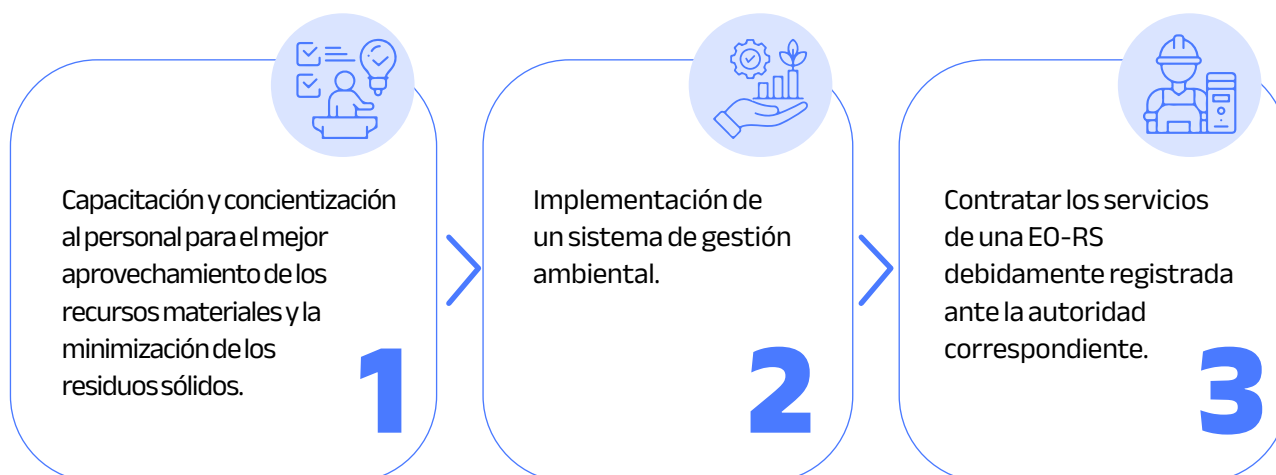 Capacitación y concientización
al personal para el mejor
aprovechamiento de los
recursos materiales y la
minimización de los
residuos sólidos.
1
Implementación de
un sistema de gestión
ambiental.
2
Contratar los servicios
de una EO-RS
debidamente registrada
ante la autoridad
correspondiente.
3